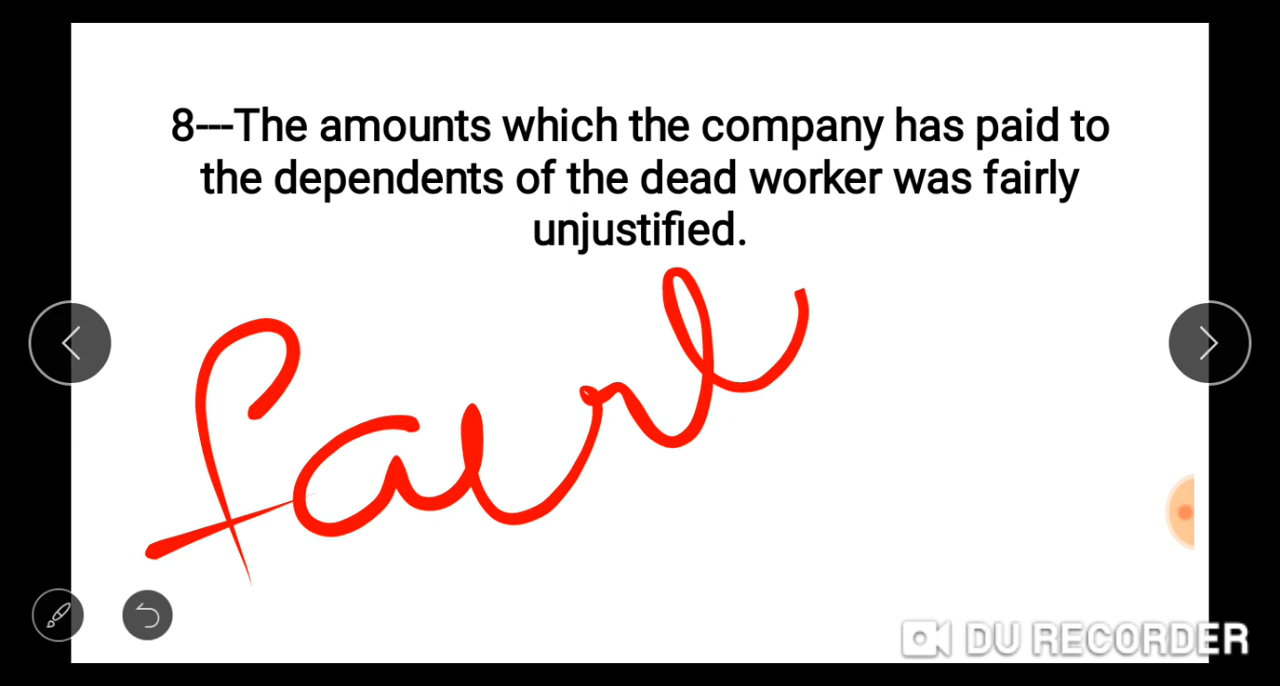 8---The amounts which the company has paid to
the dependents of the dead worker was fairly
unjustified.
fairl
DU RECORDER